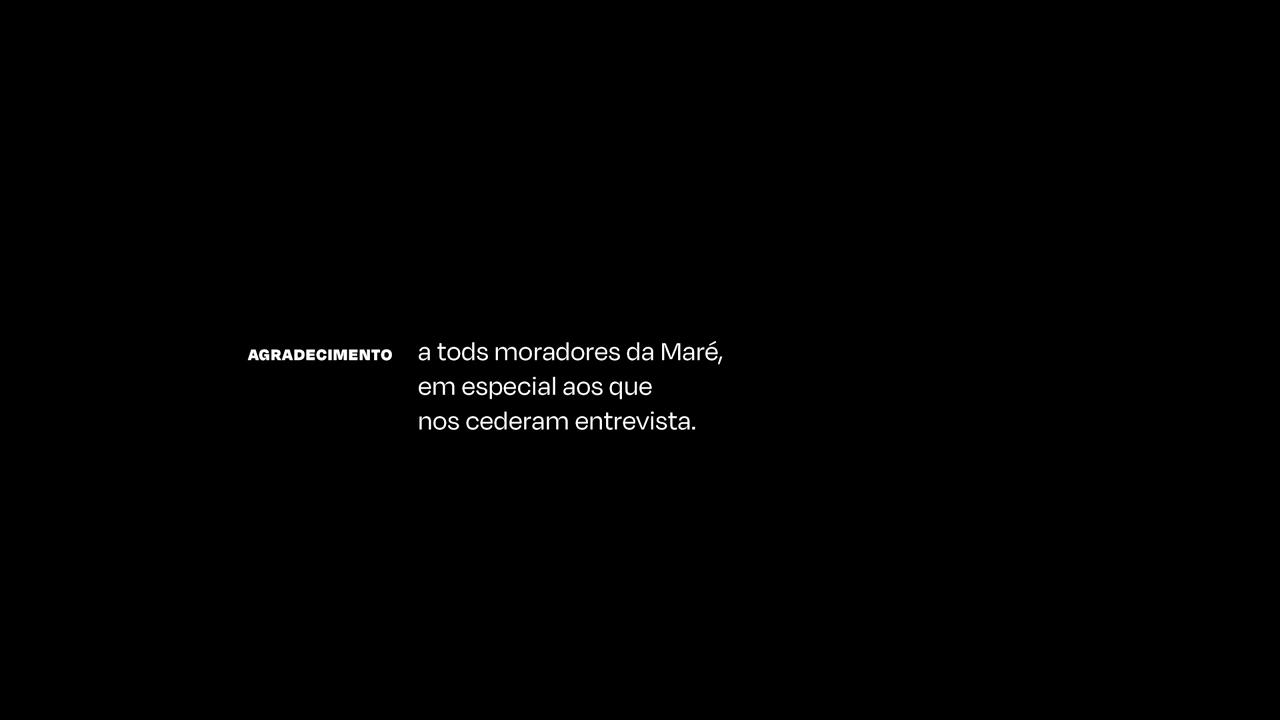 AGRADECIMENTO a tods moradores da Maré,
em especial aos que
nos cederam entrevista.